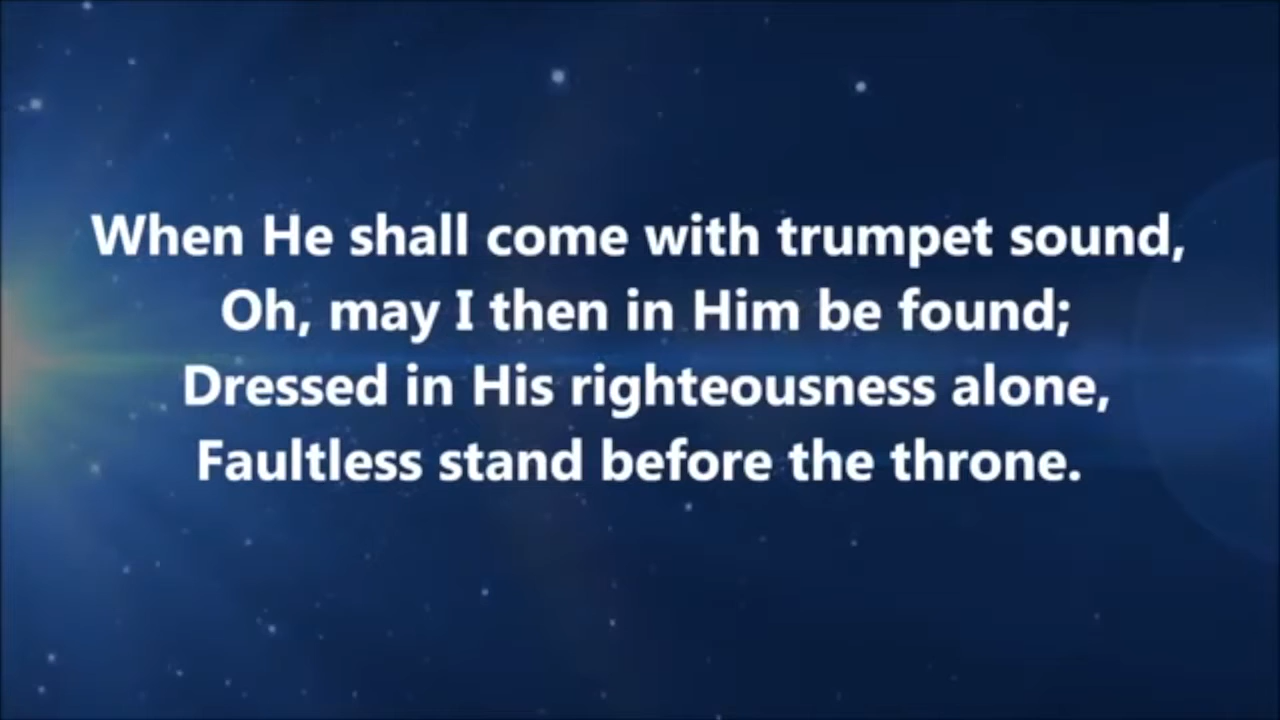 When He shall come with trumpet sound,
Oh, may I then in Him be found;
Dressed in His righteousness alone,
Faultless stand before the throne.